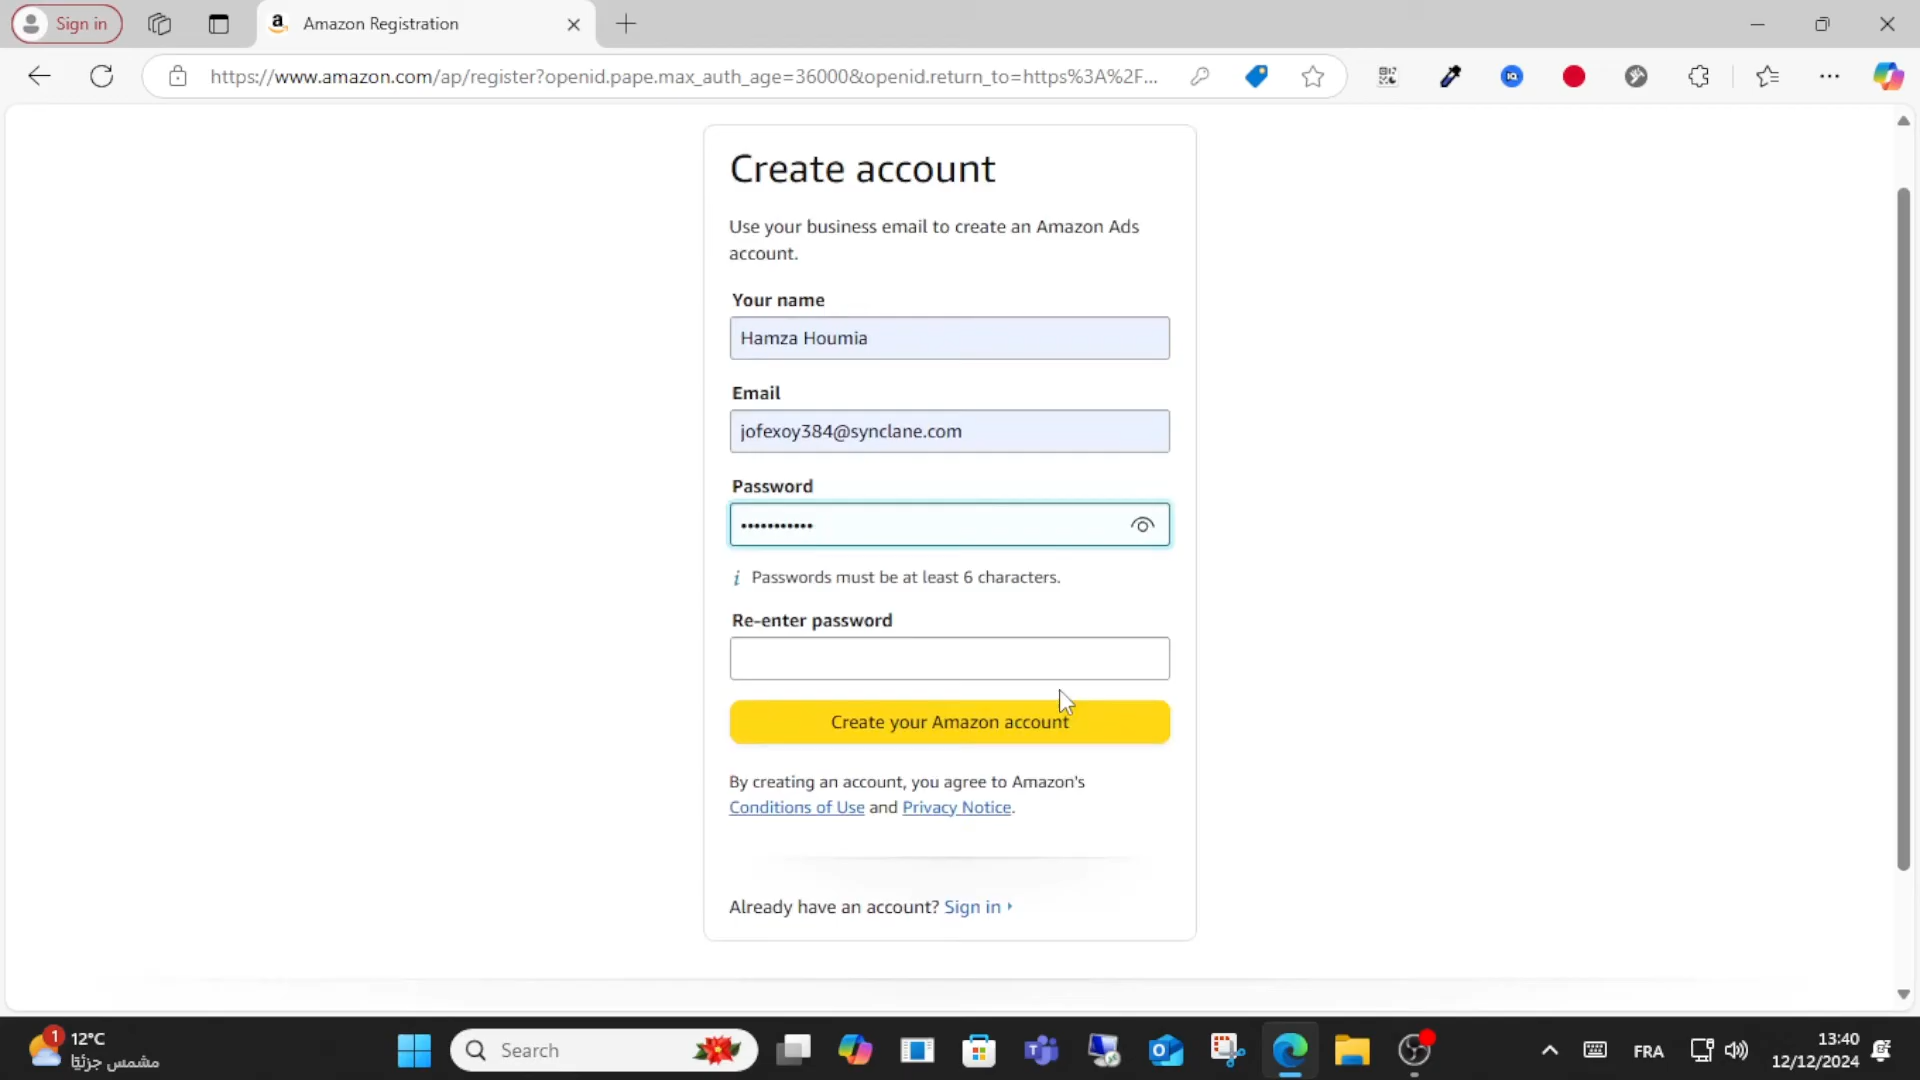 Sign in
Amazon Registration
https://www.amazon.com/ap/register?openid.pape.max_auth_age=36000&openid.return_to=https%3A%2F...
Create account
Use your business email to create an Amazon Ads
account.
Your name
Hamza Houmia
Email
jofexoy384@synclane.com
Password
•••••••••••
i Passwords must be at least 6 characters.
Re-enter password
Create your Amazon account
By creating an account, you agree to Amazon's
Conditions of Use and Privacy Notice.
Already have an account? Sign in
1
12°C
مشمس جزئيًا
Search
FRA
13:40
12/12/2024